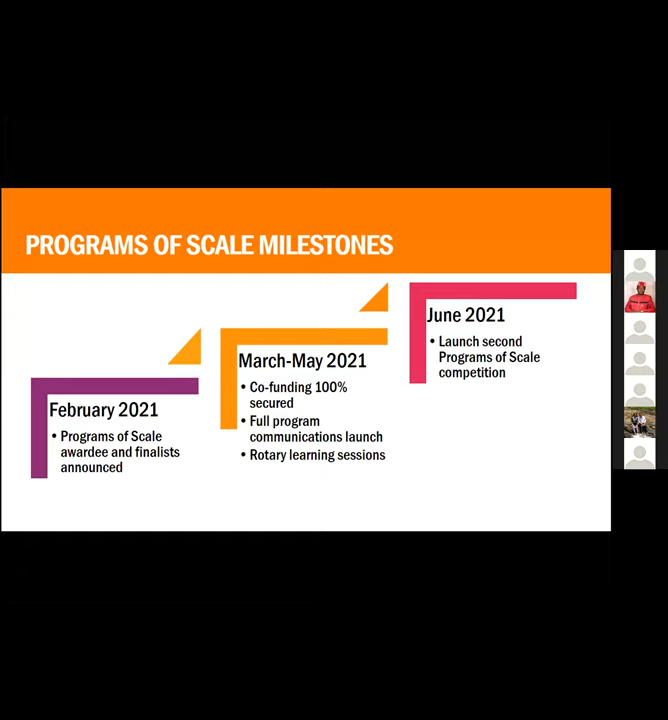 PROGRAMS OF SCALE MILESTONES
February 2021
• Programs of Scale
awardee and finalists
announced
March-May 2021
• Co-funding 100%
secured
• Full program
communications launch
• Rotary learning sessions
June 2021
• Launch second
Programs of Scale
competition